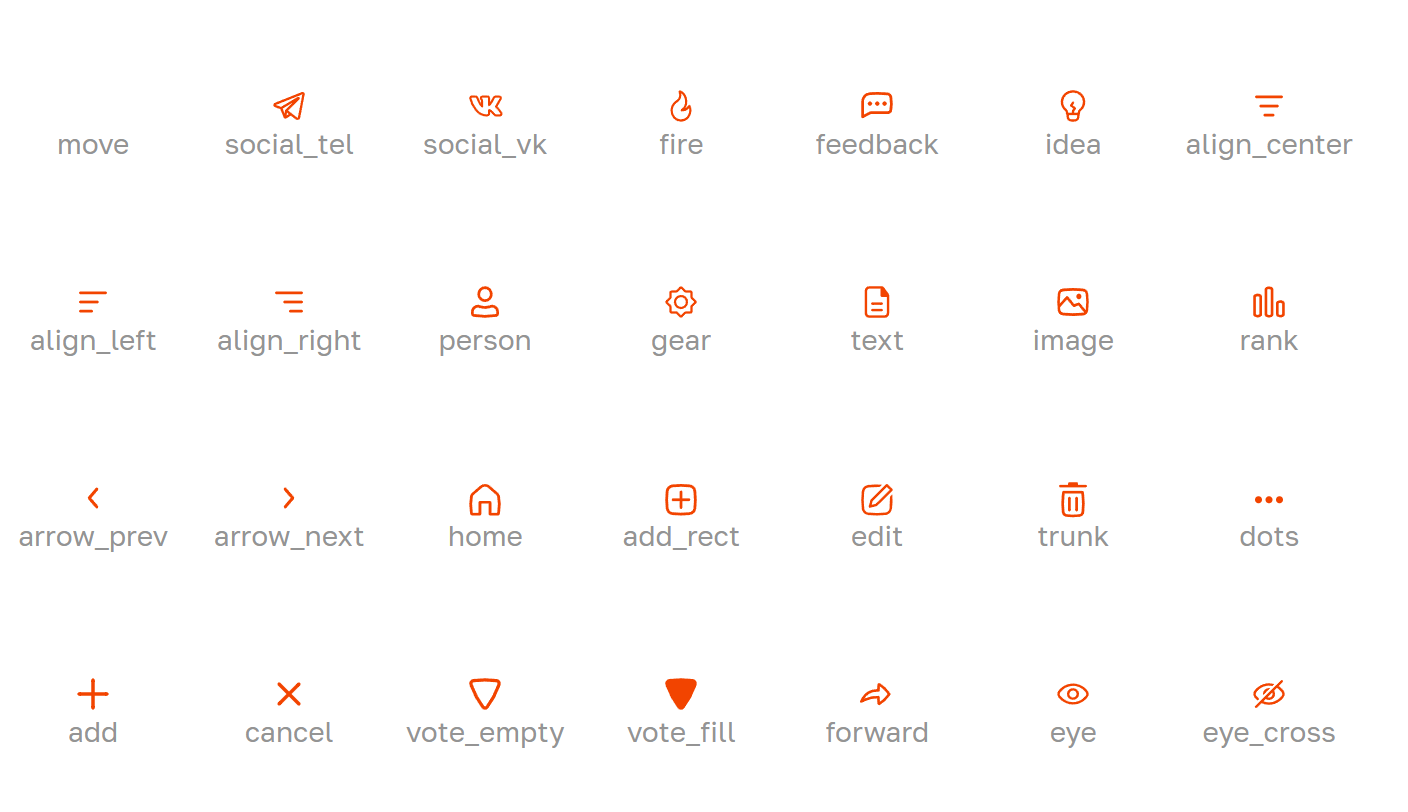 move social_tel social_vk fire feedback idea align_center
align_left align_right person gear text image rank
arrow_prev arrow_next home add_rect edit trunk dots
add cancel vote_empty vote_fill forward eye eye_cross